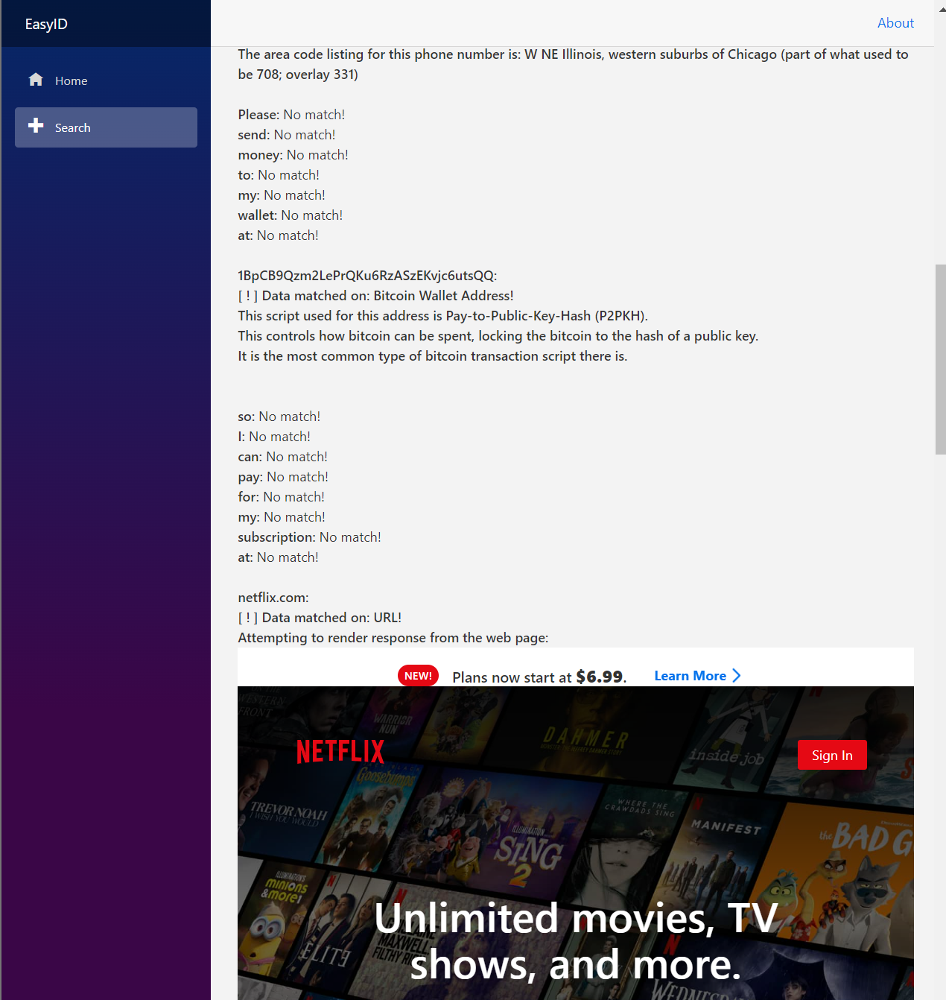 EasyID
About
Home
Search
The area code listing for this phone number is: W NE Illinois, western suburbs of Chicago (part of what used to
be 708; overlay 331)
Please: No match!
send: No match!
money: No match!
to: No match!
my: No match!
wallet: No match!
at: No match!
1BpCB9Qzm2LePrQKu6RzASzEKvjc6utsQQ:
[ ! ] Data matched on: Bitcoin Wallet Address!
This script used for this address is Pay-to-Public-Key-Hash (P2PKH).
This controls how bitcoin can be spent, locking the bitcoin to the hash of a public key.
It is the most common type of bitcoin transaction script there is.
so: No match!
I: No match!
can: No match!
pay: No match!
for: No match!
my: No match!
subscription: No match!
at: No match!
netflix.com:
[ ! ] Data matched on: URL!
Attempting to render response from the web page:
NEW! Plans now start at $6.99. Learn More
WESTERN
FRONT
WARRIOR
NUN
DAHMER
inside job
NETFLIX
Sign In
Goosebumps
TREVOR NOAH
I WISH YOU WOULD
ILLUMINATION
SING
2
WHERE THE
CRAWDADS SING
MANIFEST
the BAD G
ILLUMINATION'S
MINIONS
& MORE 1
Unlimited movies, TV
shows, and more.
ELITE
MAXWELL
FILTHY RI
WEDNES